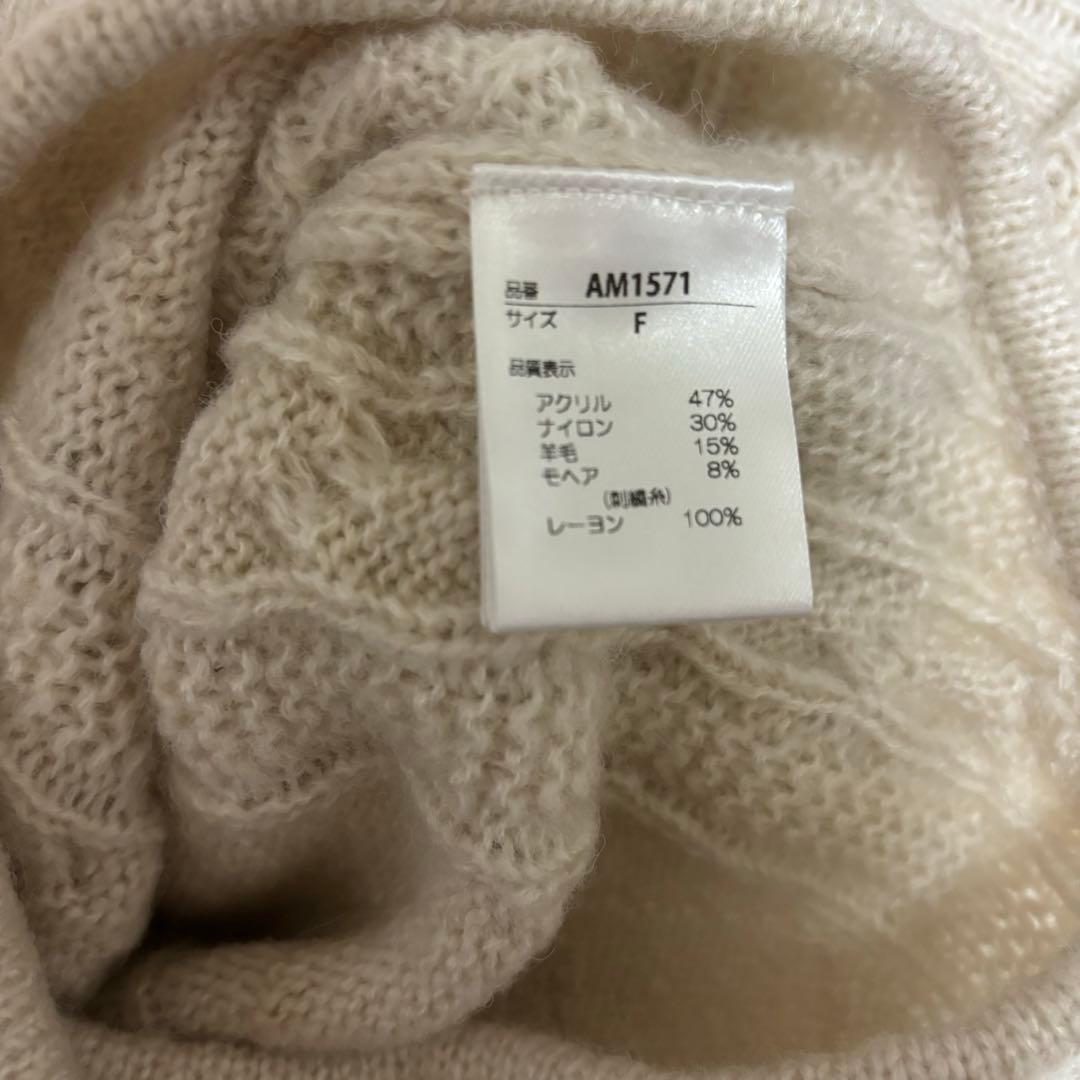 品番 AM1571
サイズ F
品質表示
アクリル 47%
ナイロン 30%
羊毛 15%
モヘア 8%
(刺繍糸)
レーヨン 100%